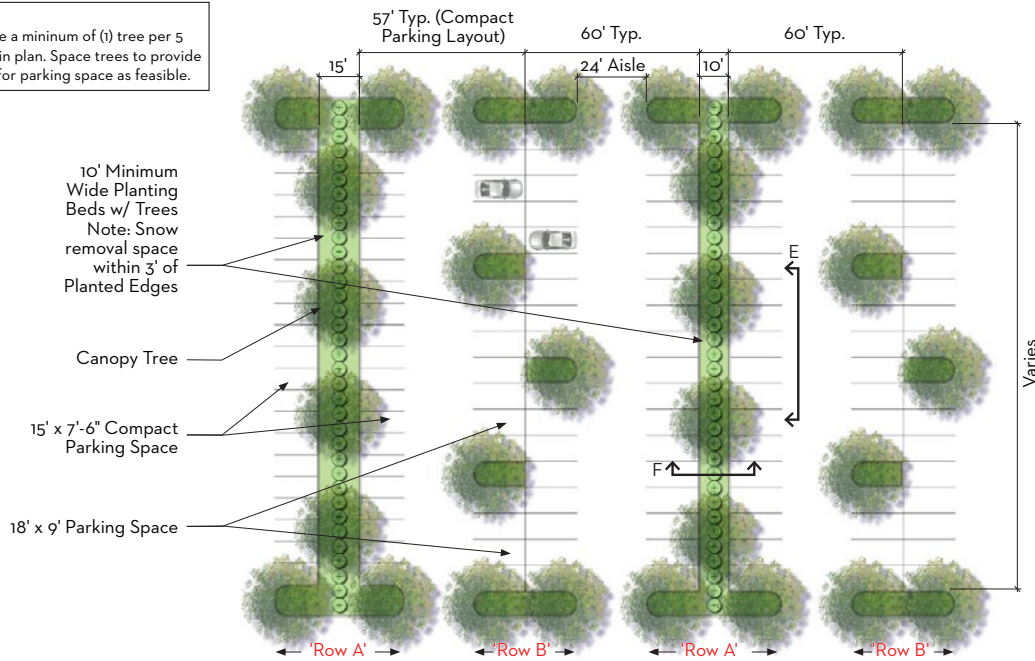 e a mininum of (1) tree per 5
in plan. Space trees to provide
for parking space as feasible.
57' Typ. (Compact
Parking Layout)
60' Typ.
60' Typ.
15'
24' Aisle
10'
10' Minimum
Wide Planting
Beds w/ Trees
Note: Snow
removal space
within 3' of
Planted Edges
E
Canopy Tree
Varies
15' x 7'-6" Compact
Parking Space
F
18' x 9' Parking Space
'Row A'
'Row B'
'Row A'
'Row B'